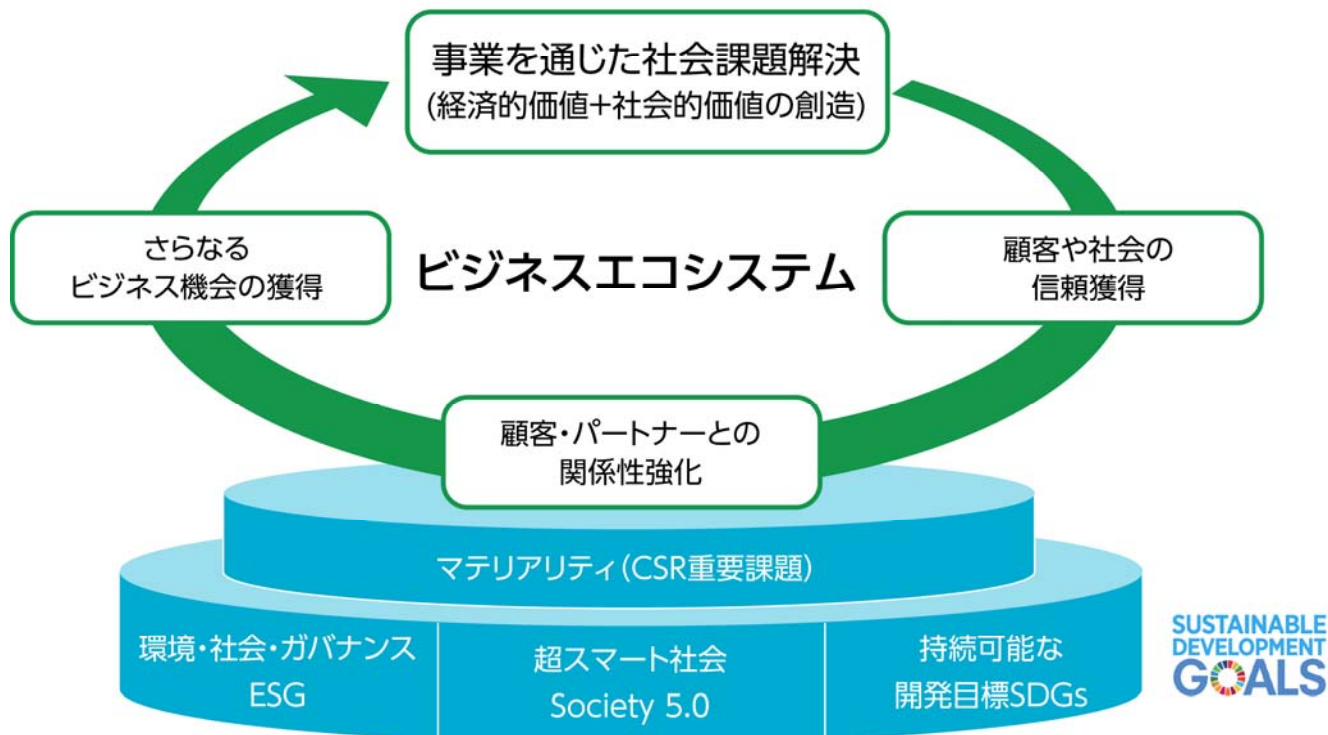 事業を通じた社会課題解決
(経済的価値+社会的価値の創造)
さらなる
ビジネス機会の獲得
ビジネスエコシステム
顧客や社会の
信頼獲得
顧客・パートナーとの
関係性強化
マテリアリティ(CSR重要課題)
環境・社会・ガバナンス
ESG
超スマート社会
Society 5.0
持続可能な
開発目標SDGs
SUSTAINABLE
DEVELOPMENT
GOALS